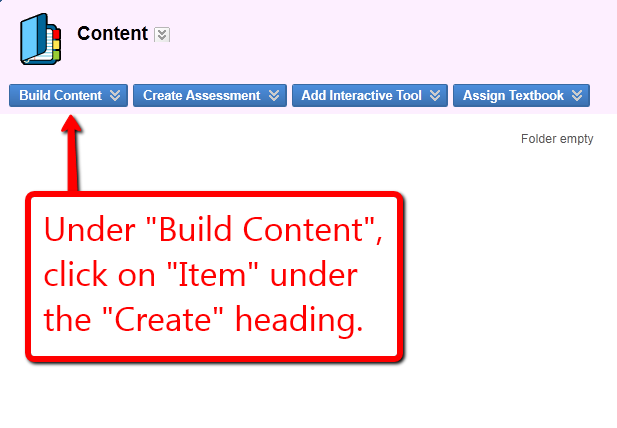 Content
Build Content
Create Assessment
Add Interactive Tool
Assign Textbook
Folder empty
Under "Build Content",
click on "Item" under
the "Create" heading.